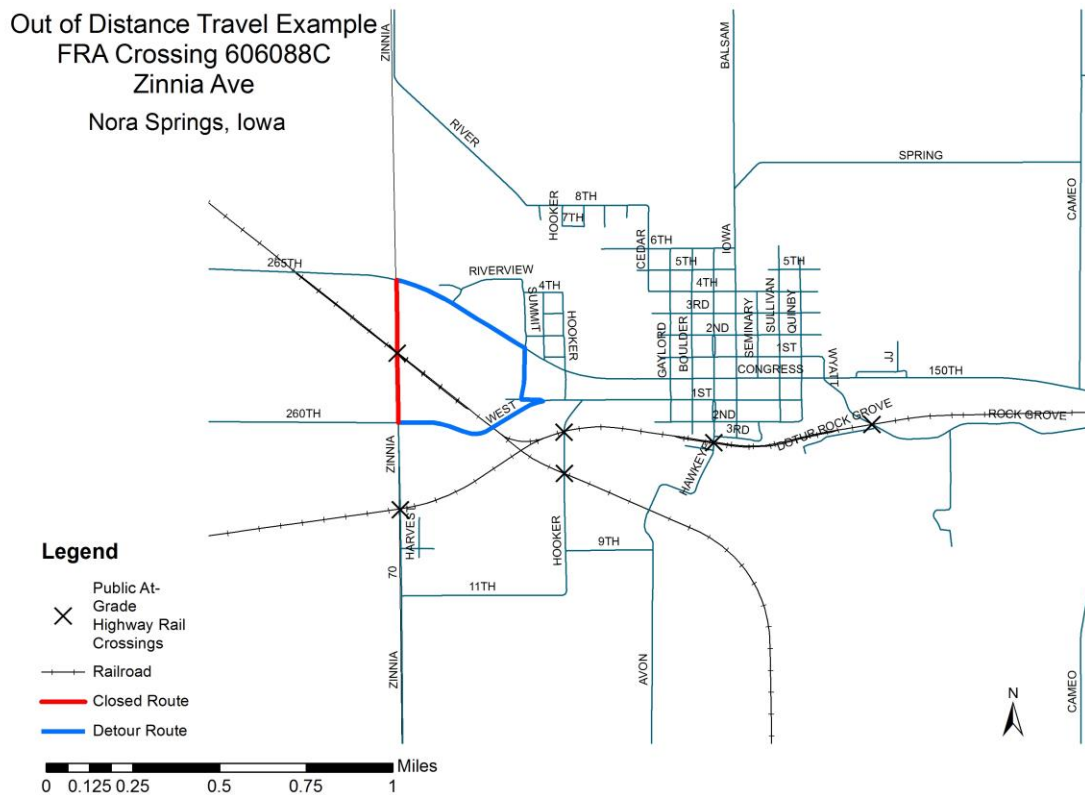 Out of Distance Travel Example
FRA Crossing 606088C
Zinnia Ave
Nora Springs, Iowa
ZINNIA
BALSAM
RIVER
SPRING
CAMEO
8TH
HOOKER
7TH
CEDAR
6TH
IOWA
265TH
RIVERVIEW
5TH
5TH
4TH
4TH
SUMMIT
3RD
SEMINARY
SULLIVAN
QUINBY
HOOKER
GAYLORD
BOULDER
2ND
1ST
WYATT
JJ
CONGRESS
150TH
260TH
WEST
1ST
2ND
3RD
DOTUR ROCK GROVE
ROCK GROVE
ZINNIA
HAWKEYE
HARVEST
HOOKER
9TH
70
11TH
ZINNIA
AVON
CAMEO
N
Legend
Public At-
Grade
Highway Rail
Crossings
Railroad
Closed Route
Detour Route
Miles
0 0.125 0.25 0.5 0.75 1